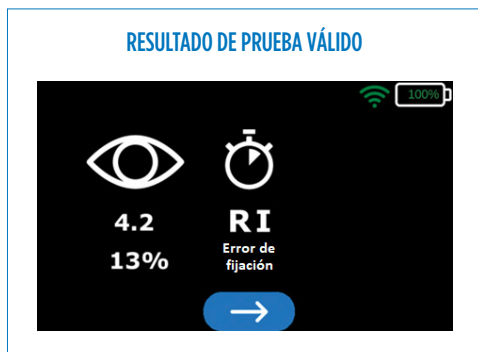 RESULTADO DE PRUEBA VÁLIDO
100%
4.2
RI
13%
Error de
fijación